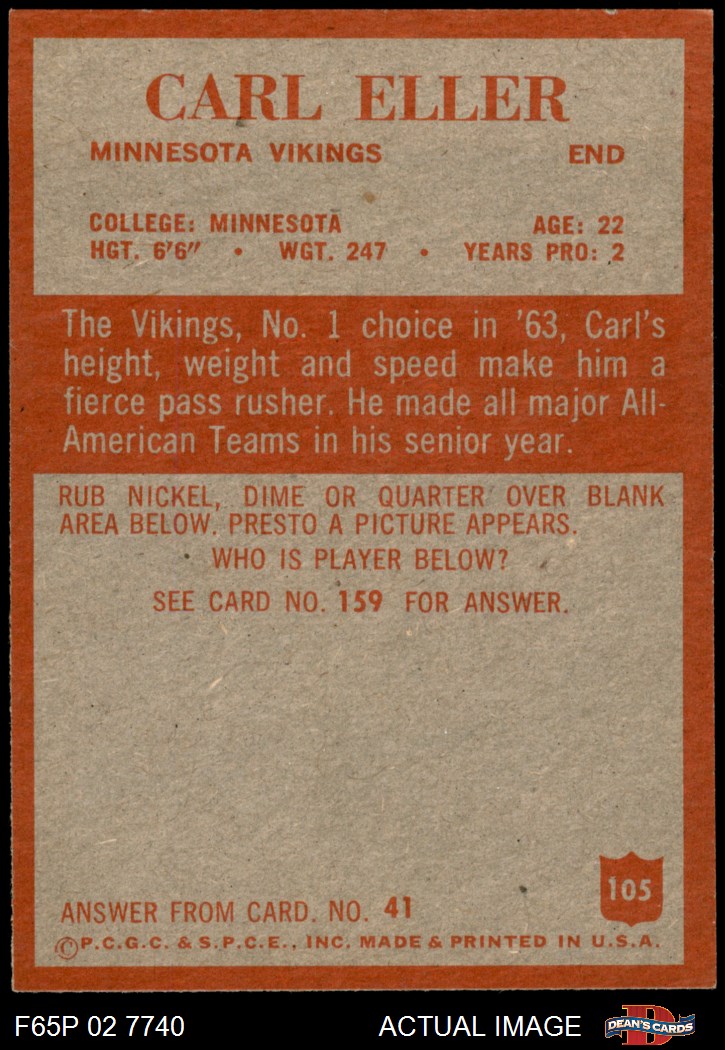 CARL ELLER
MINNESOTA VIKINGS END
COLLEGE: MINNESOTA AGE: 22
HGT. 6'6" • WGT. 247 • YEARS PRO: 2
The Vikings, No. 1 choice in '63, Carl's
height, weight and speed make him a
fierce pass rusher. He made all major All-
American Teams in his senior year.
RUB NICKEL, DIME OR QUARTER OVER BLANK
AREA BELOW. PRESTO A PICTURE APPEARS.
WHO IS PLAYER BELOW?
SEE CARD NO. 159 FOR ANSWER.
105
ANSWER FROM CARD. NO. 41
©P.C.G.C. & S.P.C.E., INC. MADE & PRINTED IN U.S.A.
F65P 02 7740 ACTUAL IMAGE
D
DEAN'S CARDS